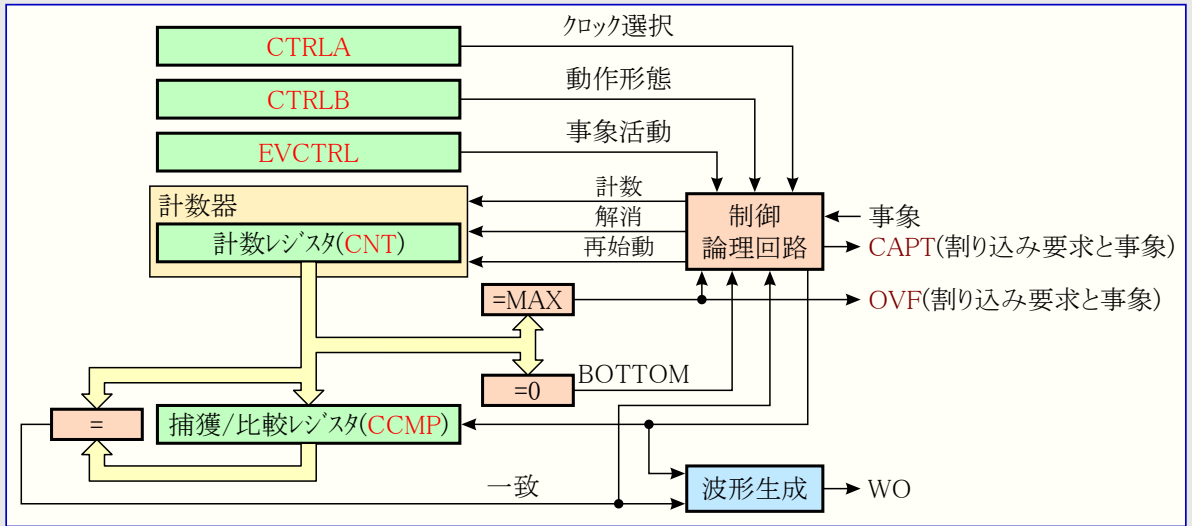 CTRLA
クロック選択
CTRLB
動作形態
EVCTRL
事象活動
計数器
計数レジスタ(CNT)
計数
解消
再始動
制御
論理回路
事象
CAPT(割り込み要求と事象)
=MAX
OVF(割り込み要求と事象)
=0
BOTTOM
=
捕獲/比較レジスタ(CCMP)
一致
波形生成
WO